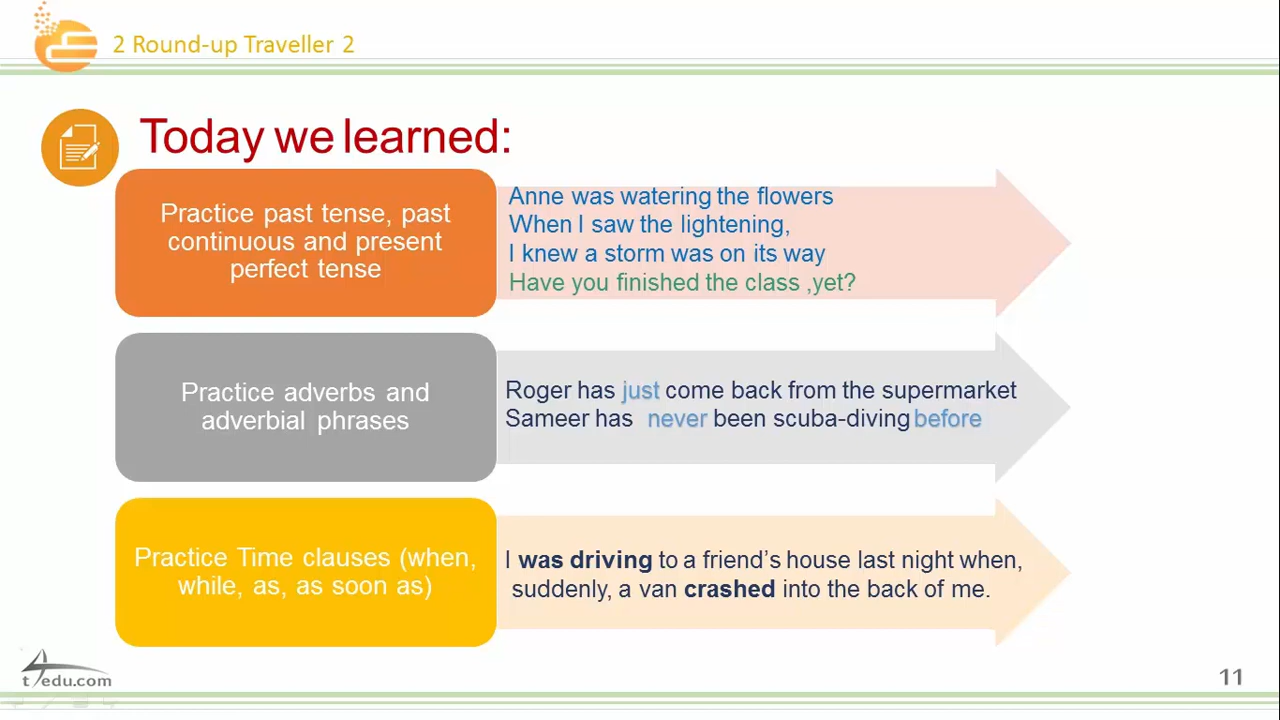 2 Round-up Traveller 2
Today we learned:
Practice past tense, past
continuous and present
perfect tense
Anne was watering the flowers
When I saw the lightening,
I knew a storm was on its way
Have you finished the class ,yet?
Practice adverbs and
adverbial phrases
Roger has just come back from the supermarket
Sameer has never been scuba-diving before
Practice Time clauses (when,
while, as, as soon as)
I was driving to a friend’s house last night when,
suddenly, a van crashed into the back of me.
t4edu.com
11